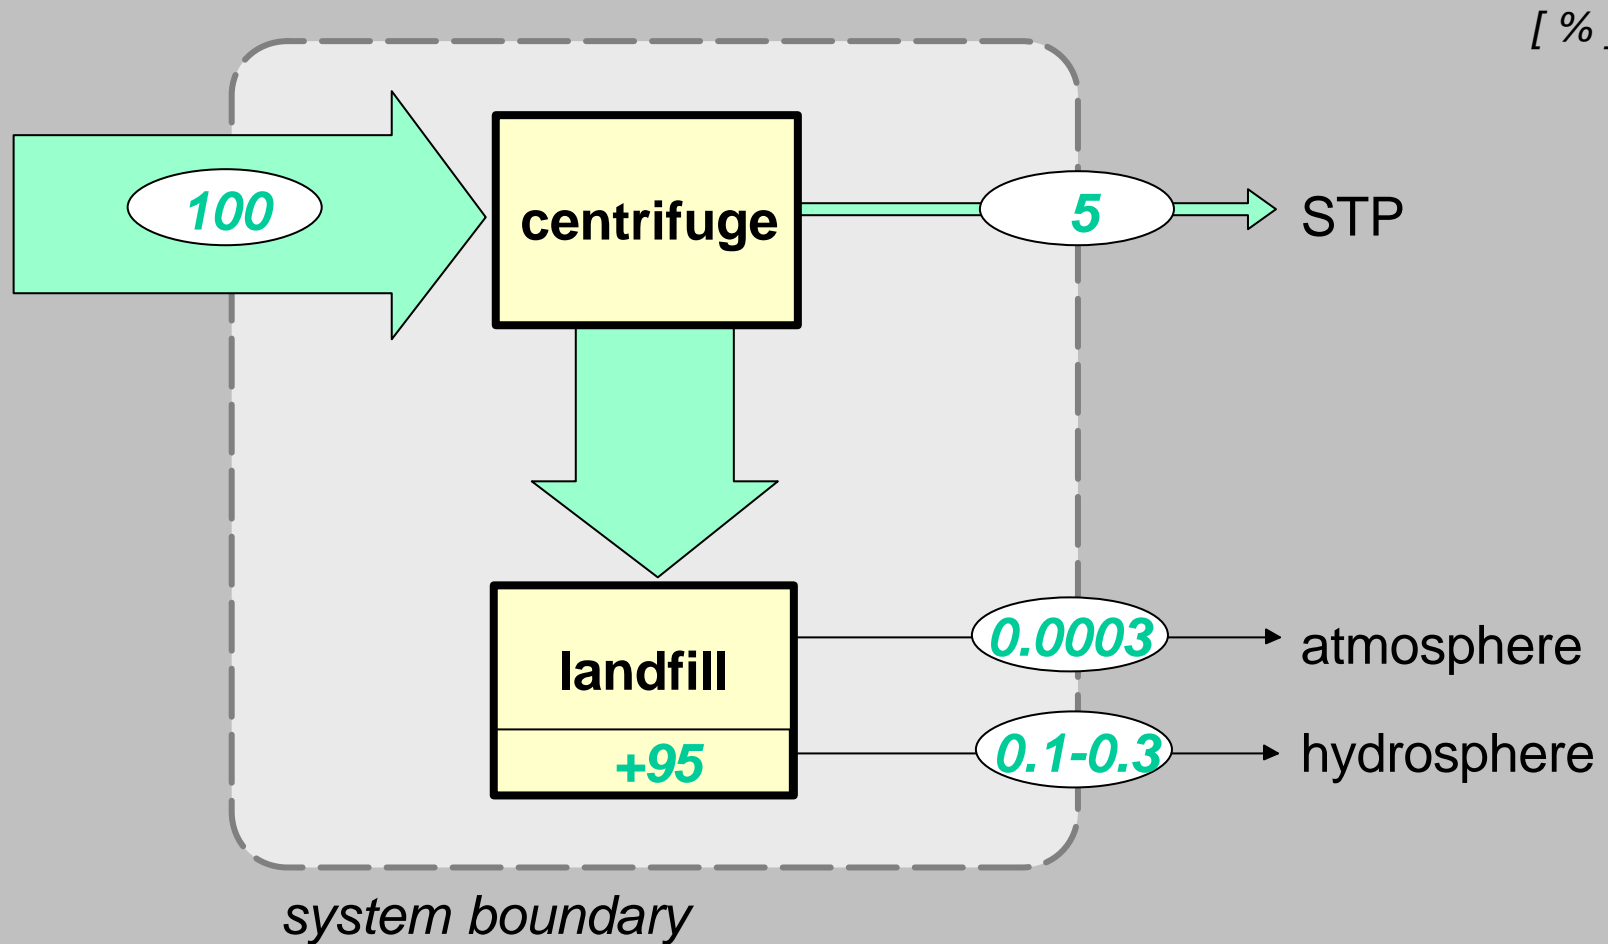 [ %
100
centrifuge
5
STP
landfill
+95
0.0003
atmosphere
0.1-0.3
hydrosphere
system boundary